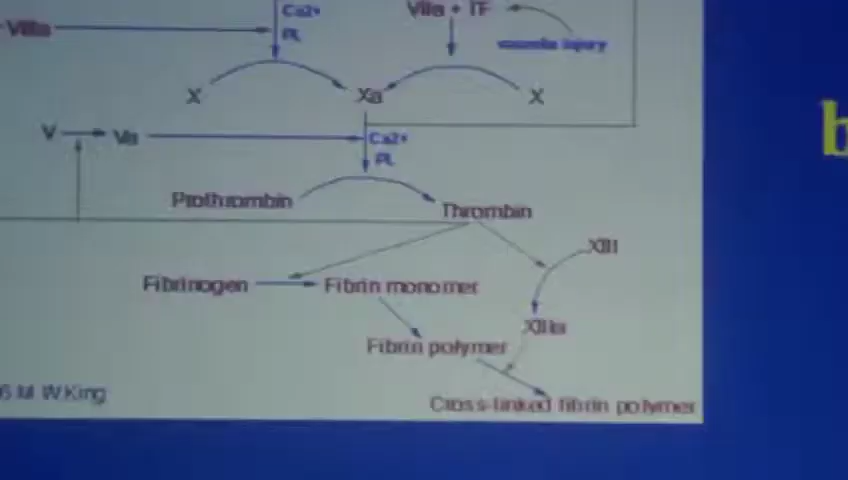 VIIIa
Ca2+
PL
VIIa + TF
X
Xa
X
V
Va
Ca2+
PL
Prothrombin
Thrombin
XIII
Fibrinogen
Fibrin monomer
XIIIa
Fibrin polymer
6 M W King
Cross-linked fibrin polymer
b